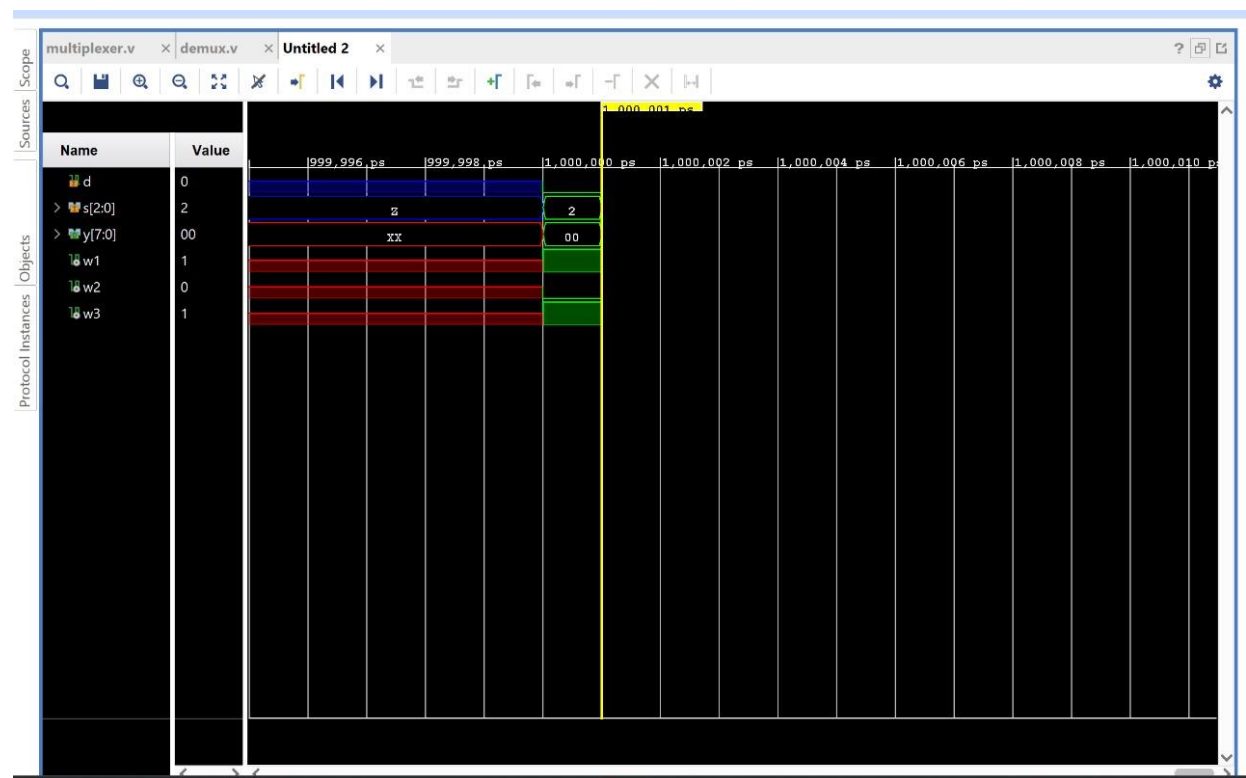 multiplexer.v × demux.v × Untitled 2 ×
?
Scope
Sources
Objects
Protocol Instances
1,000,001 ps
Name Value
999,996 ps 999,998 ps 1,000,000 ps 1,000,002 ps 1,000,004 ps 1,000,006 ps 1,000,008 ps 1,000,010 p
d 0
> s[2:0] 2 Z 2
> y[7:0] 00 XX 00
w1 1
w2 0
w3 1